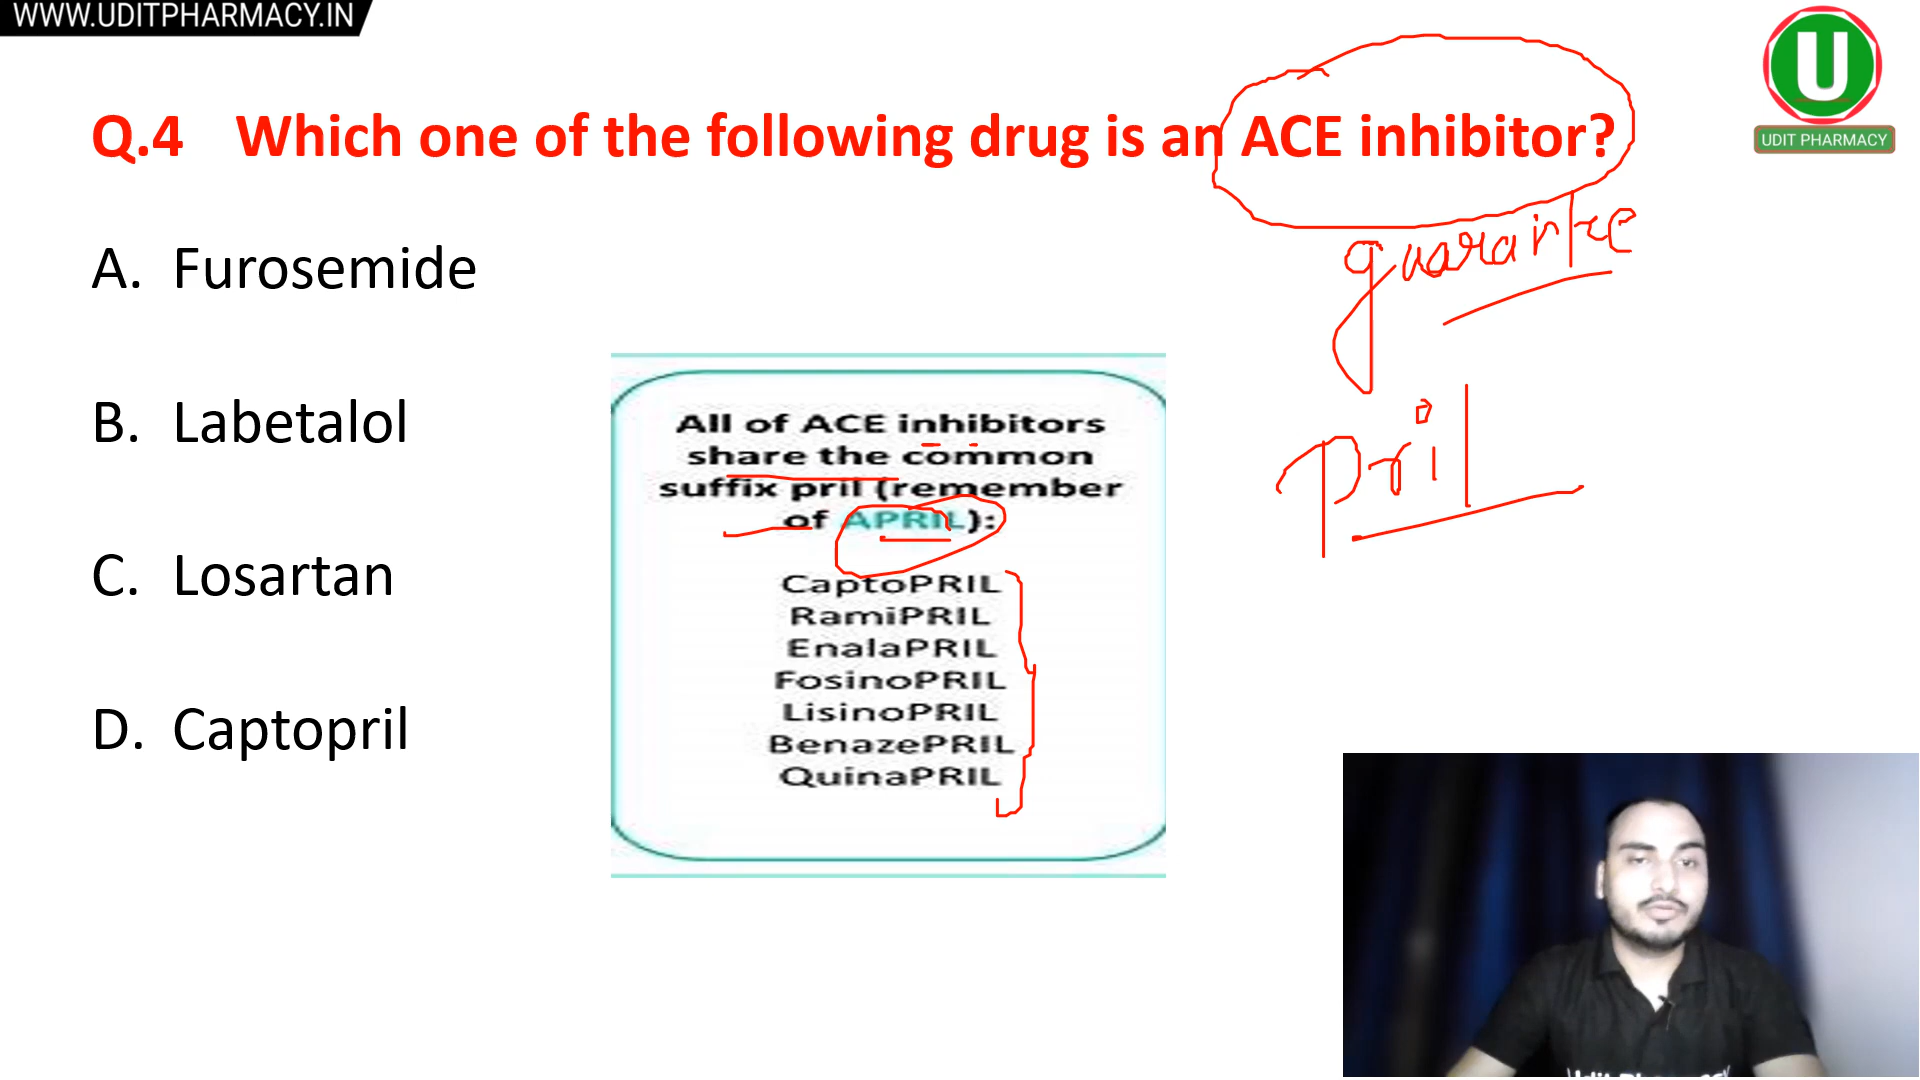 WWW.UDITPHARMACY.IN
U
UDIT PHARMACY
Q.4 Which one of the following drug is an ACE inhibitor?
A. Furosemide
B. Labetalol
C. Losartan
D. Captopril
All of ACE inhibitors
share the common
suffix pril (remember
of APRIL):
CaptoPRIL
RamiPRIL
EnalaPRIL
FosinoPRIL
LisinoPRIL
BenazePRIL
QuinaPRIL
Pril